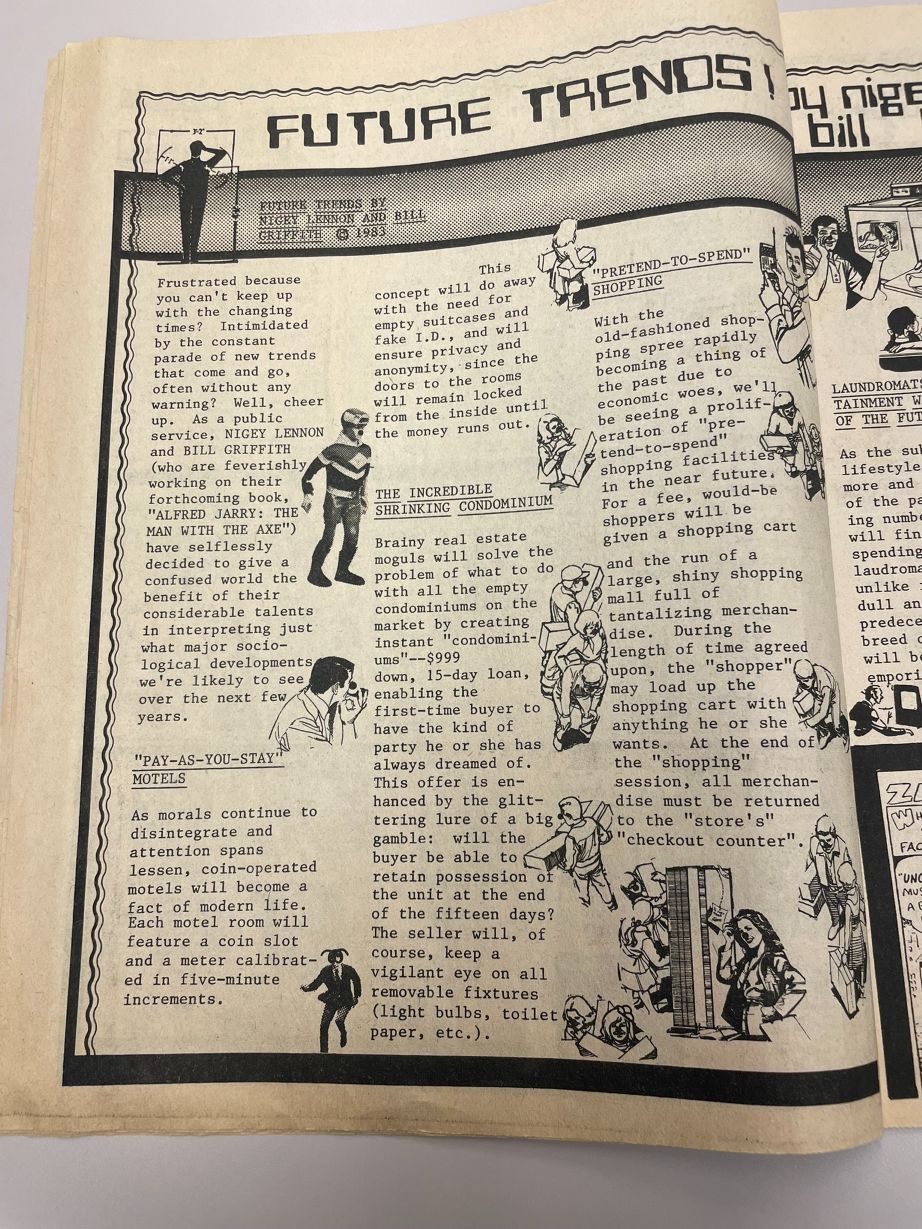 FUTURE TRENDS!
FUTURE TRENDS BY
NIGEY LENNON AND BILL
GRIFFITH © 1983
Frustrated because
you can't keep up
with the changing
times? Intimidated
by the constant
parade of new trends
that come and go,
often without any
warning? Well, cheer
up. As a public
service, NIGEY LENNON
and BILL GRIFFITH
(who are feverishly
working on their
forthcoming book,
"ALFRED JARRY: THE
MAN WITH THE AXE")
have selflessly
decided to give a
confused world the
benefit of their
considerable talents
in interpreting just
what major socio-
logical developments
we're likely to see
over the next few
years.
"PAY-AS-YOU-STAY"
MOTELS
As morals continue to
disintegrate and
attention spans
lessen, coin-operated
motels will become a
fact of modern life.
Each motel room will
feature a coin slot
and a meter calibrat-
ed in five-minute
increments.
This
concept will do away
with the need for
empty suitcases and
fake I.D., and will
ensure privacy and
anonymity, since the
doors to the rooms
will remain locked
from the inside until
the money runs out.
THE INCREDIBLE
SHRINKING CONDOMINIUM
Brainy real estate
moguls will solve the
problem of what to do
with all the empty
condominiums on the
market by creating
instant "condomini-
ums"--$999
down, 15-day loan,
enabling the
first-time buyer to
have the kind of
party he or she has
always dreamed of.
This offer is en-
hanced by the glit-
tering lure of a big
gamble: will the
buyer be able to
retain possession of
the unit at the end
of the fifteen days?
The seller will, of
course, keep a
vigilant eye on all
removable fixtures
(light bulbs, toilet
paper, etc.).
"PRETEND-TO-SPEND"
SHOPPING
With the
old-fashioned shop-
ping spree rapidly
becoming a thing of
the past due to
economic woes, we'll
be seeing a prolif-
eration of "pre-
tend-to-spend"
shopping facilities
in the near future.
For a fee, would-be
shoppers will be
given a shopping cart
and the run of a
large, shiny shopping
mall full of
tantalizing merchan-
dise. During the
length of time agreed
upon, the "shopper"
may load up the
shopping cart with
anything he or she
wants. At the end of
the "shopping"
session, all merchan-
dise must be returned
to the "store's"
"checkout counter".
by nige
bill
LAUNDROMATS
TAINMENT
OF THE FUT
As the
lifestyle
more and
of the pa
ing numbe
will fin
spending
laudroma
unlike
dull an
predece
breed o
will be
empori
FAC
MUS